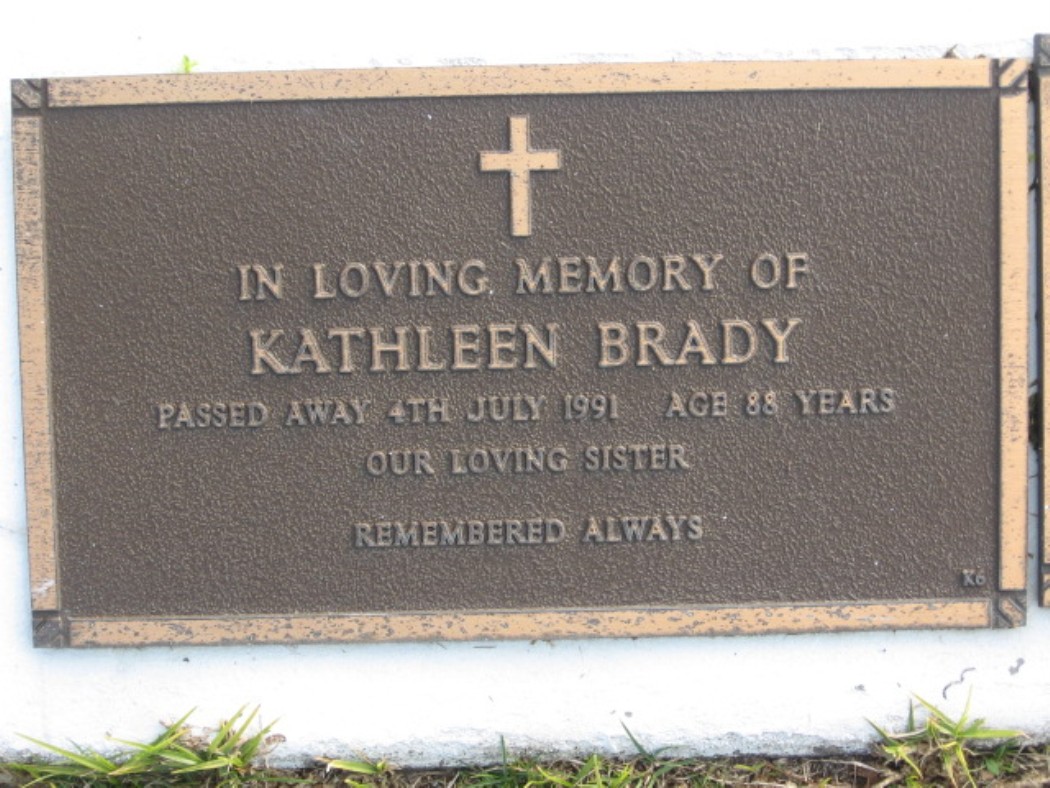 IN LOVING MEMORY OF
KATHLEEN BRADY
PASSED AWAY 4TH JULY 1991 AGE 88 YEARS
OUR LOVING SISTER
REMEMBERED ALWAYS
K6